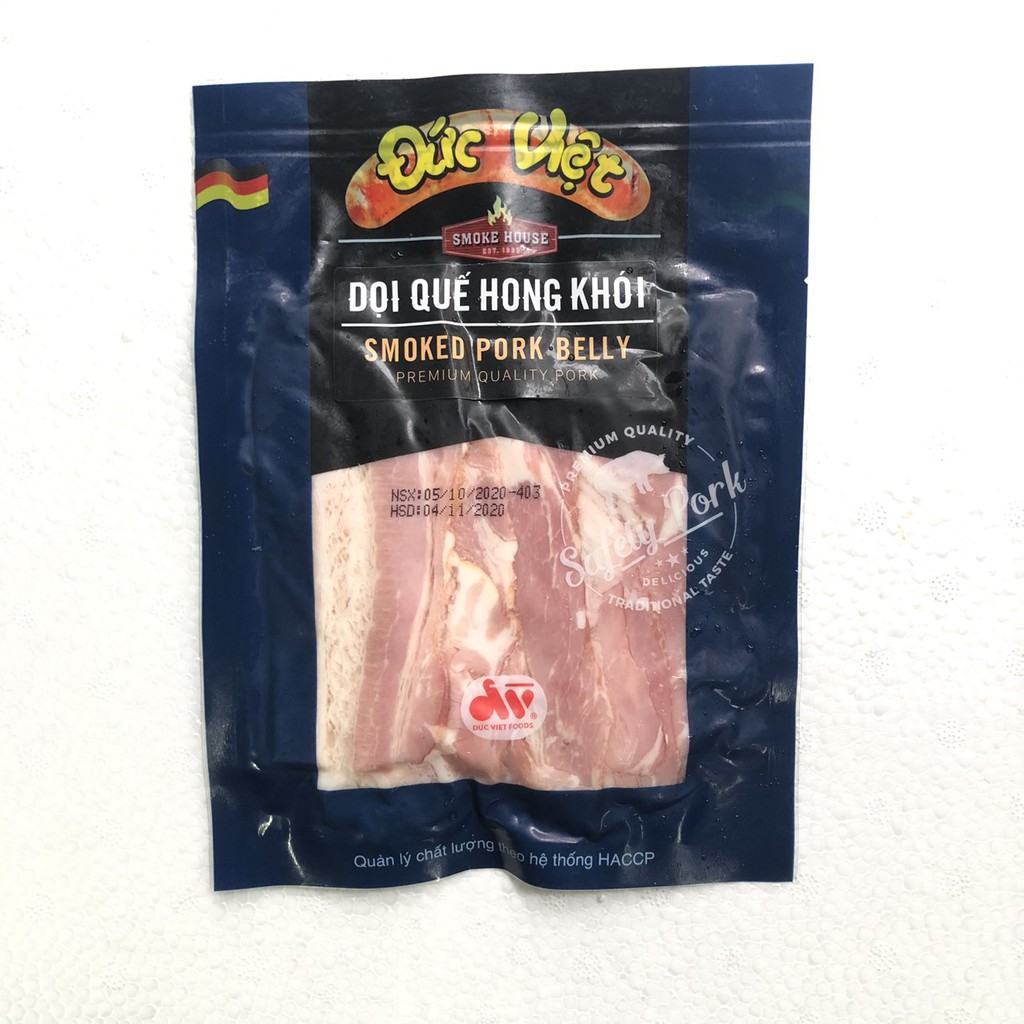 Đức Việt
SMOKE HOUSE
DỌI QUẾ HONG KHÓI
SMOKED PORK BELLY
PREMIUM QUALITY PORK
PREMIUM QUALITY
Safety Pork
DELICIOUS
TRADITIONAL TASTE
NSX:05/10/2020-403
HSD:04/11/2020
đv®
DUC VIET FOODS
Quản lý chất lượng theo hệ thống HACCP